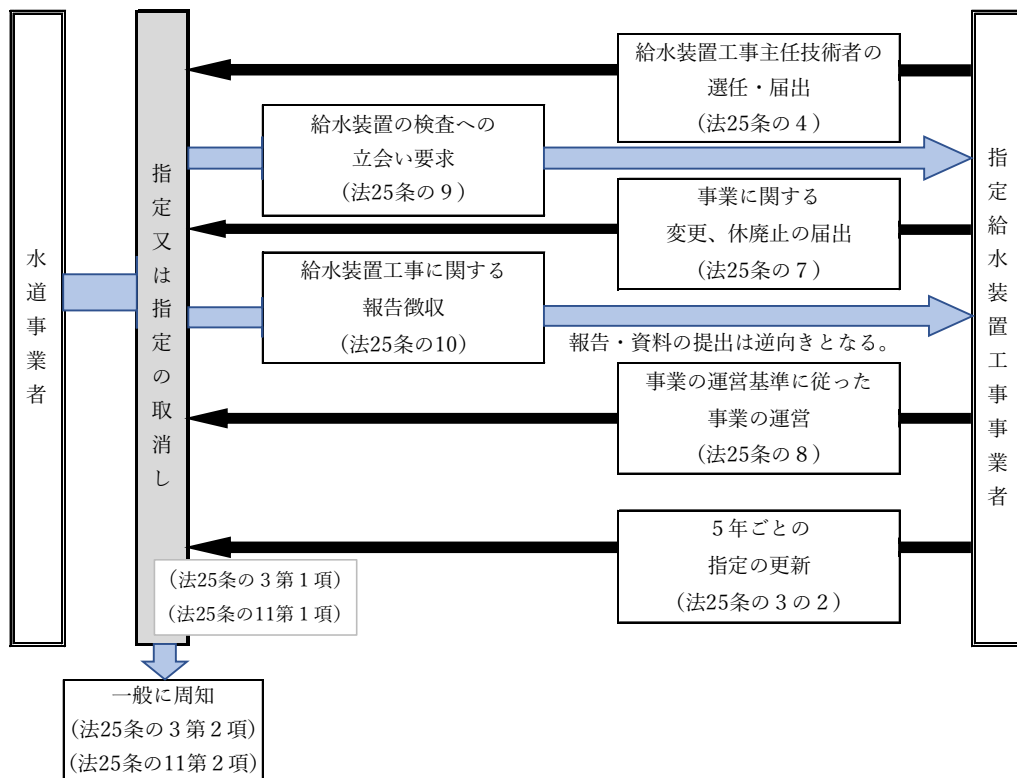 水道事業者
指定又は指定の取消し
給水装置工事主任技術者の
選任・届出
（法25条の４）
給水装置の検査への
立会い要求
（法25条の９）
事業に関する
変更、休廃止の届出
（法25条の７）
給水装置工事に関する
報告徴収
（法25条の10）
報告・資料の提出は逆向きとなる。
事業の運営基準に従った
事業の運営
（法25条の８）
５年ごとの
指定の更新
（法25条の３の２）
指定給水装置工事事業者
（法25条の３第１項）
（法25条の11第１項）
一般に周知
（法25条の３第２項）
（法25条の11第２項）